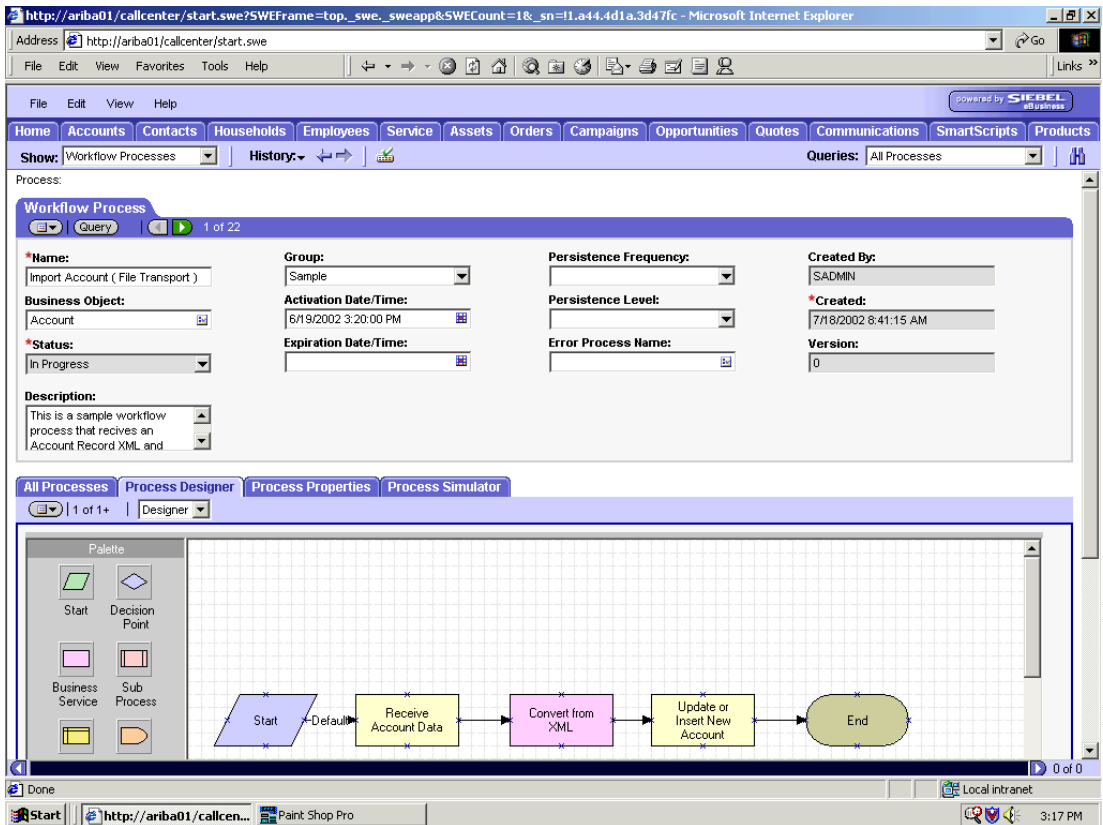 http://ariba01/callcenter/start.swe?SWEFrame=top._swe._sweapp&SWECount=1&_sn=!1.a44.4d1a.3d47fc - Microsoft Internet Explorer
Address http://ariba01/callcenter/start.swe Go
File Edit View Favorites Tools Help Links »
File Edit View Help powered by SIEBEL eBusiness
Home Accounts Contacts Households Employees Service Assets Orders Campaigns Opportunities Quotes Communications SmartScripts Products
Show: Workflow Processes History: Queries: All Processes
Process:
Workflow Process
Query 1 of 22
*Name: Group: Persistence Frequency: Created By:
Import Account ( File Transport ) Sample SADMIN
Business Object: Activation Date/Time: Persistence Level: *Created:
Account 6/19/2002 3:20:00 PM 7/18/2002 8:41:15 AM
*Status: Expiration Date/Time: Error Process Name: Version:
In Progress 0
Description:
This is a sample workflow
process that recives an
Account Record XML and
All Processes Process Designer Process Properties Process Simulator
1 of 1+ Designer
Palette
Start Decision
Point
Business Sub
Service Process
Start Default Receive
Account Data Convert from
XML Update or
Insert New
Account End
0 of 0
Done Local intranet
Start http://ariba01/callcen... Paint Shop Pro 3:17 PM